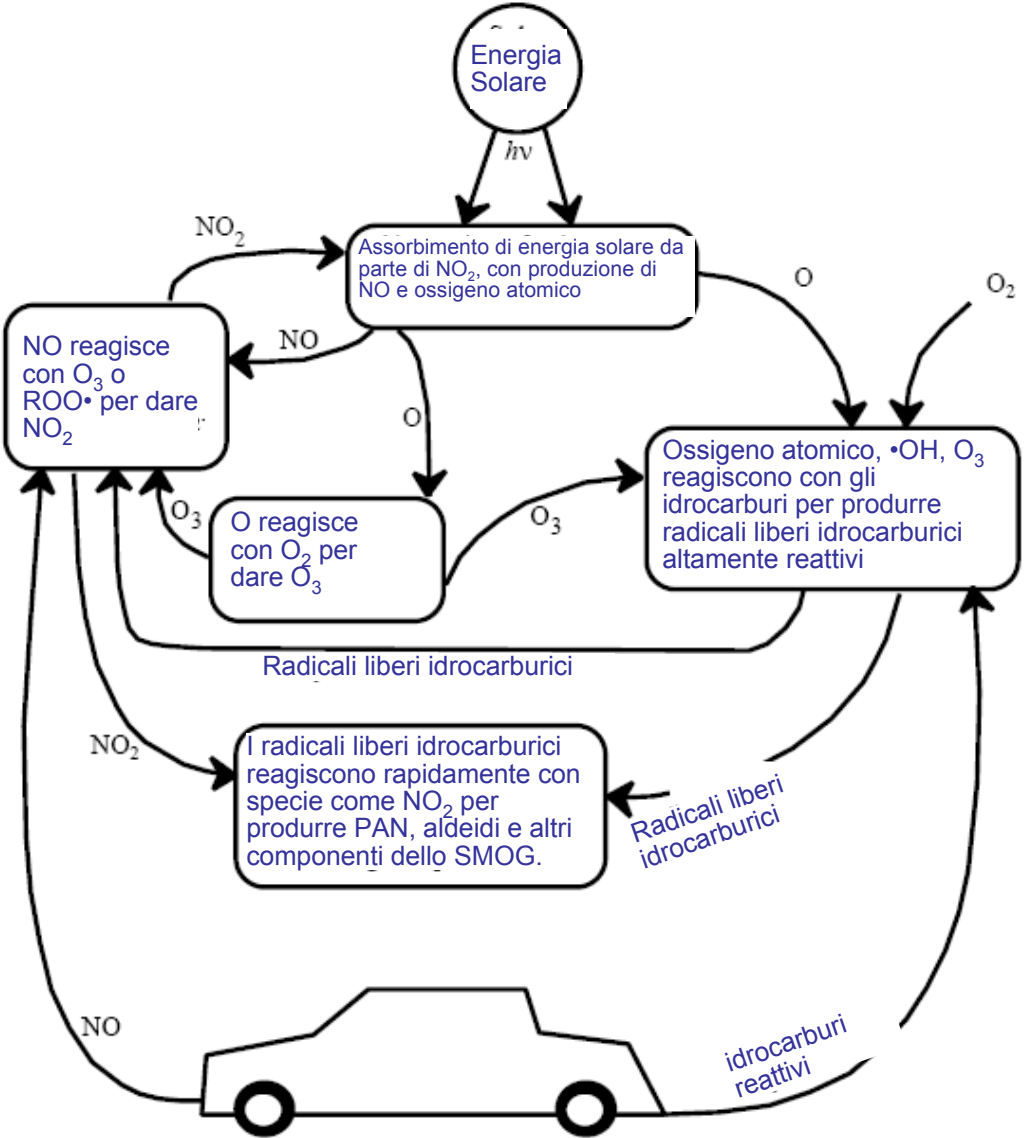 Energia
Solare
hν
NO₂
Assorbimento di energia solare da
parte di NO₂, con produzione di
NO e ossigeno atomico
O
O₂
NO
NO reagisce
con O₃ o
ROO• per dare
NO₂
O
Ossigeno atomico, •OH, O₃
reagiscono con gli
idrocarburi per produrre
radicali liberi idrocarburici
altamente reattivi
O₃
O reagisce
con O₂ per
dare O₃
O₃
Radicali liberi idrocarburici
NO₂
I radicali liberi idrocarburici
reagiscono rapidamente con
specie come NO₂ per
produrre PAN, aldeidi e altri
componenti dello SMOG.
Radicali liberi
idrocarburici
NO
idrocarburi
reattivi